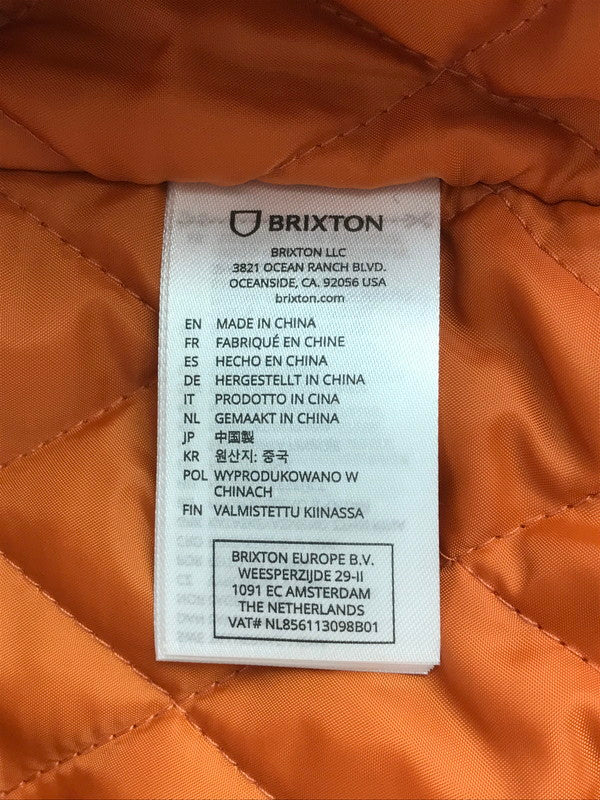 BRIXTON
BRIXTON LLC
3821 OCEAN RANCH BLVD.
OCEANSIDE, CA. 92056 USA
brixton.com
EN MADE IN CHINA
FR FABRIQUÉ EN CHINE
ES HECHO EN CHINA
DE HERGESTELLT IN CHINA
IT PRODOTTO IN CINA
NL GEMAAKT IN CHINA
JP 中国製
KR 원산지: 중국
POL WYPRODUKOWANO W
CHINACH
FIN VALMISTETTU KIINASSA
BRIXTON EUROPE B.V.
WEESPERZIJDE 29-II
1091 EC AMSTERDAM
THE NETHERLANDS
VAT# NL856113098B01